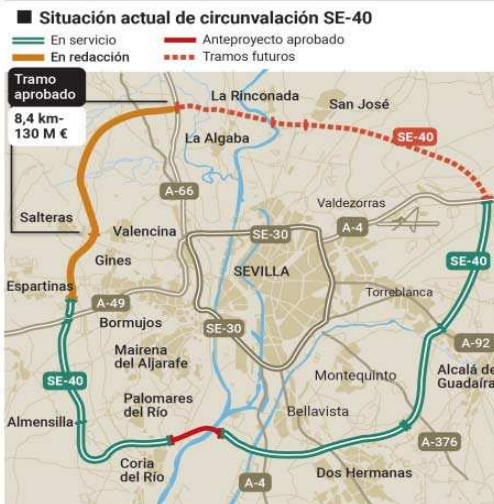 Situación actual de circunvalación SE-40
En servicio
Anteproyecto aprobado
En redacción
Tramos futuros
Tramo
aprobado
8,4 km-
130 M €
La Rinconada
San José
La Algaba
SE-40
A-66
Valdezorras
Salteras
Valencina
SE-30
A-4
Gines
SEVILLA
SE-40
Espartinas
A-49
Torreblanca
Bormujos
SE-30
A-92
Mairena
del Aljarafe
Alcalá de
Guadaíra
SE-40
Montequinto
Palomares
del Río
Bellavista
Almensilla
A-376
Coria
del Río
Dos Hermanas
A-4